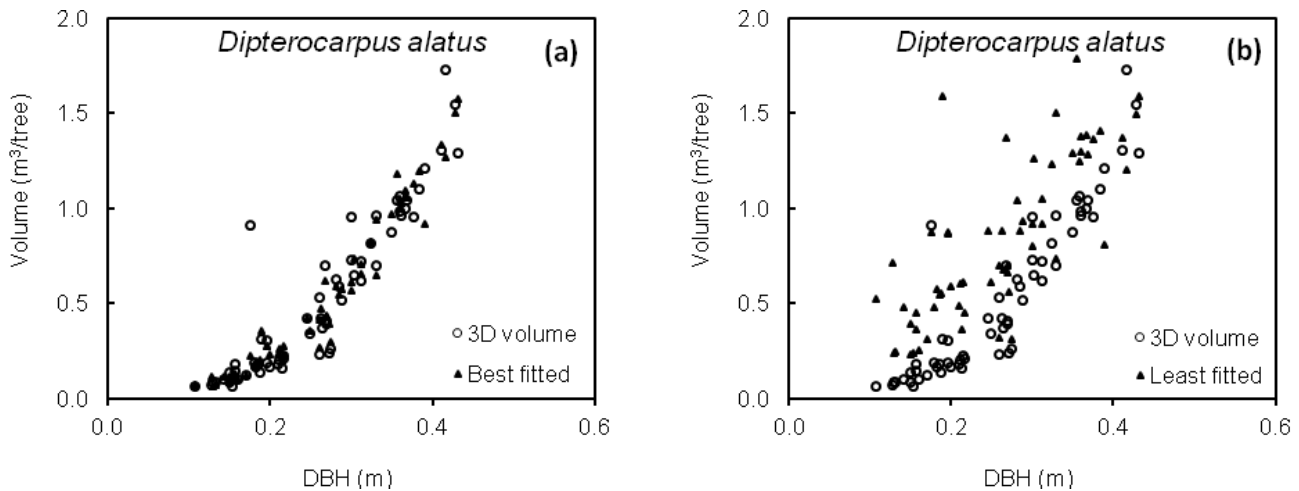 Dipterocarpus alatus (a)
2.0
1.5
1.0
0.5
0.0
Volume (m³/tree)
3D volume
Best fitted
0.0 0.2 0.4 0.6
DBH (m)
Dipterocarpus alatus (b)
2.0
1.5
1.0
0.5
0.0
Volume (m³/tree)
3D volume
Least fitted
0.0 0.2 0.4 0.6
DBH (m)